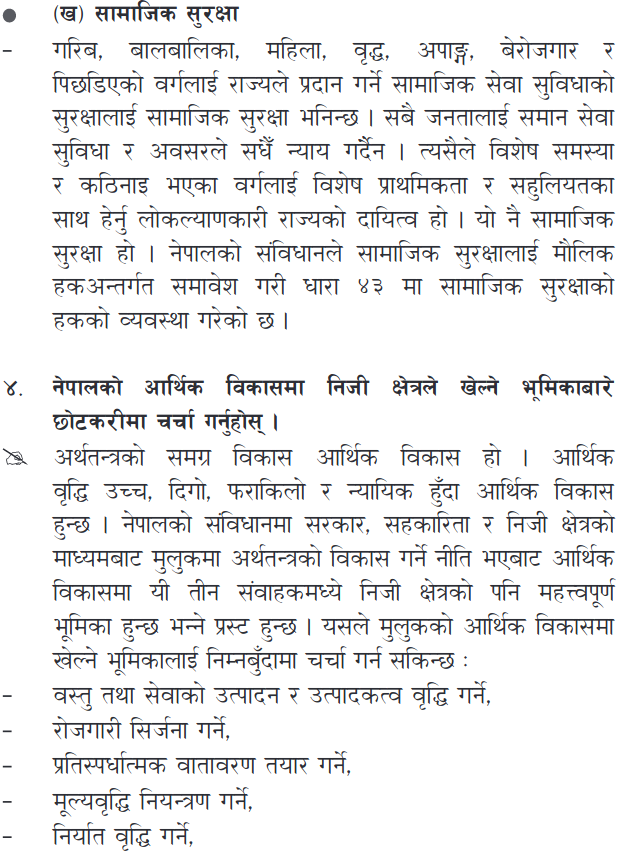 ● (ख) सामाजिक सुरक्षा
– गरिब, बालबालिका, महिला, वृद्ध, अपाङ्ग, बेरोजगार र
पिछडिएको वर्गलाई राज्यले प्रदान गर्ने सामाजिक सेवा सुविधाको
सुरक्षालाई सामाजिक सुरक्षा भनिन्छ । सबै जनतालाई समान सेवा
सुविधा र अवसरले सधैँ न्याय गर्दैन । त्यसैले विशेष समस्या
र कठिनाइ भएका वर्गलाई विशेष प्राथमिकता र सहुलियतका
साथ हेर्नु लोकल्याणकारी राज्यको दायित्व हो । यो नै सामाजिक
सुरक्षा हो । नेपालको संविधानले सामाजिक सुरक्षालाई मौलिक
हकअन्तर्गत समावेश गरी धारा ४३ मा सामाजिक सुरक्षाको
हकको व्यवस्था गरेको छ ।
४. नेपालको आर्थिक विकासमा निजी क्षेत्रले खेल्ने भूमिकाबारे
छोटकरीमा चर्चा गर्नुहोस् ।
अर्थतन्त्रको समग्र विकास आर्थिक विकास हो । आर्थिक
वृद्धि उच्च, दिगो, फराकिलो र न्यायिक हुँदा आर्थिक विकास
हुन्छ । नेपालको संविधानमा सरकार, सहकारिता र निजी क्षेत्रको
माध्यमबाट मुलुकमा अर्थतन्त्रको विकास गर्ने नीति भएबाट आर्थिक
विकासमा यी तीन संवाहकमध्ये निजी क्षेत्रको पनि महत्त्वपूर्ण
भूमिका हुन्छ भन्ने प्रस्ट हुन्छ । यसले मुलुकको आर्थिक विकासमा
खेल्ने भूमिकालाई निम्नबुँदामा चर्चा गर्न सकिन्छ :
– वस्तु तथा सेवाको उत्पादन र उत्पादकत्व वृद्धि गर्ने,
– रोजगारी सिर्जना गर्ने,
– प्रतिस्पर्धात्मक वातावरण तयार गर्ने,
– मूल्यवृद्धि नियन्त्रण गर्ने,
– निर्यात वृद्धि गर्ने,